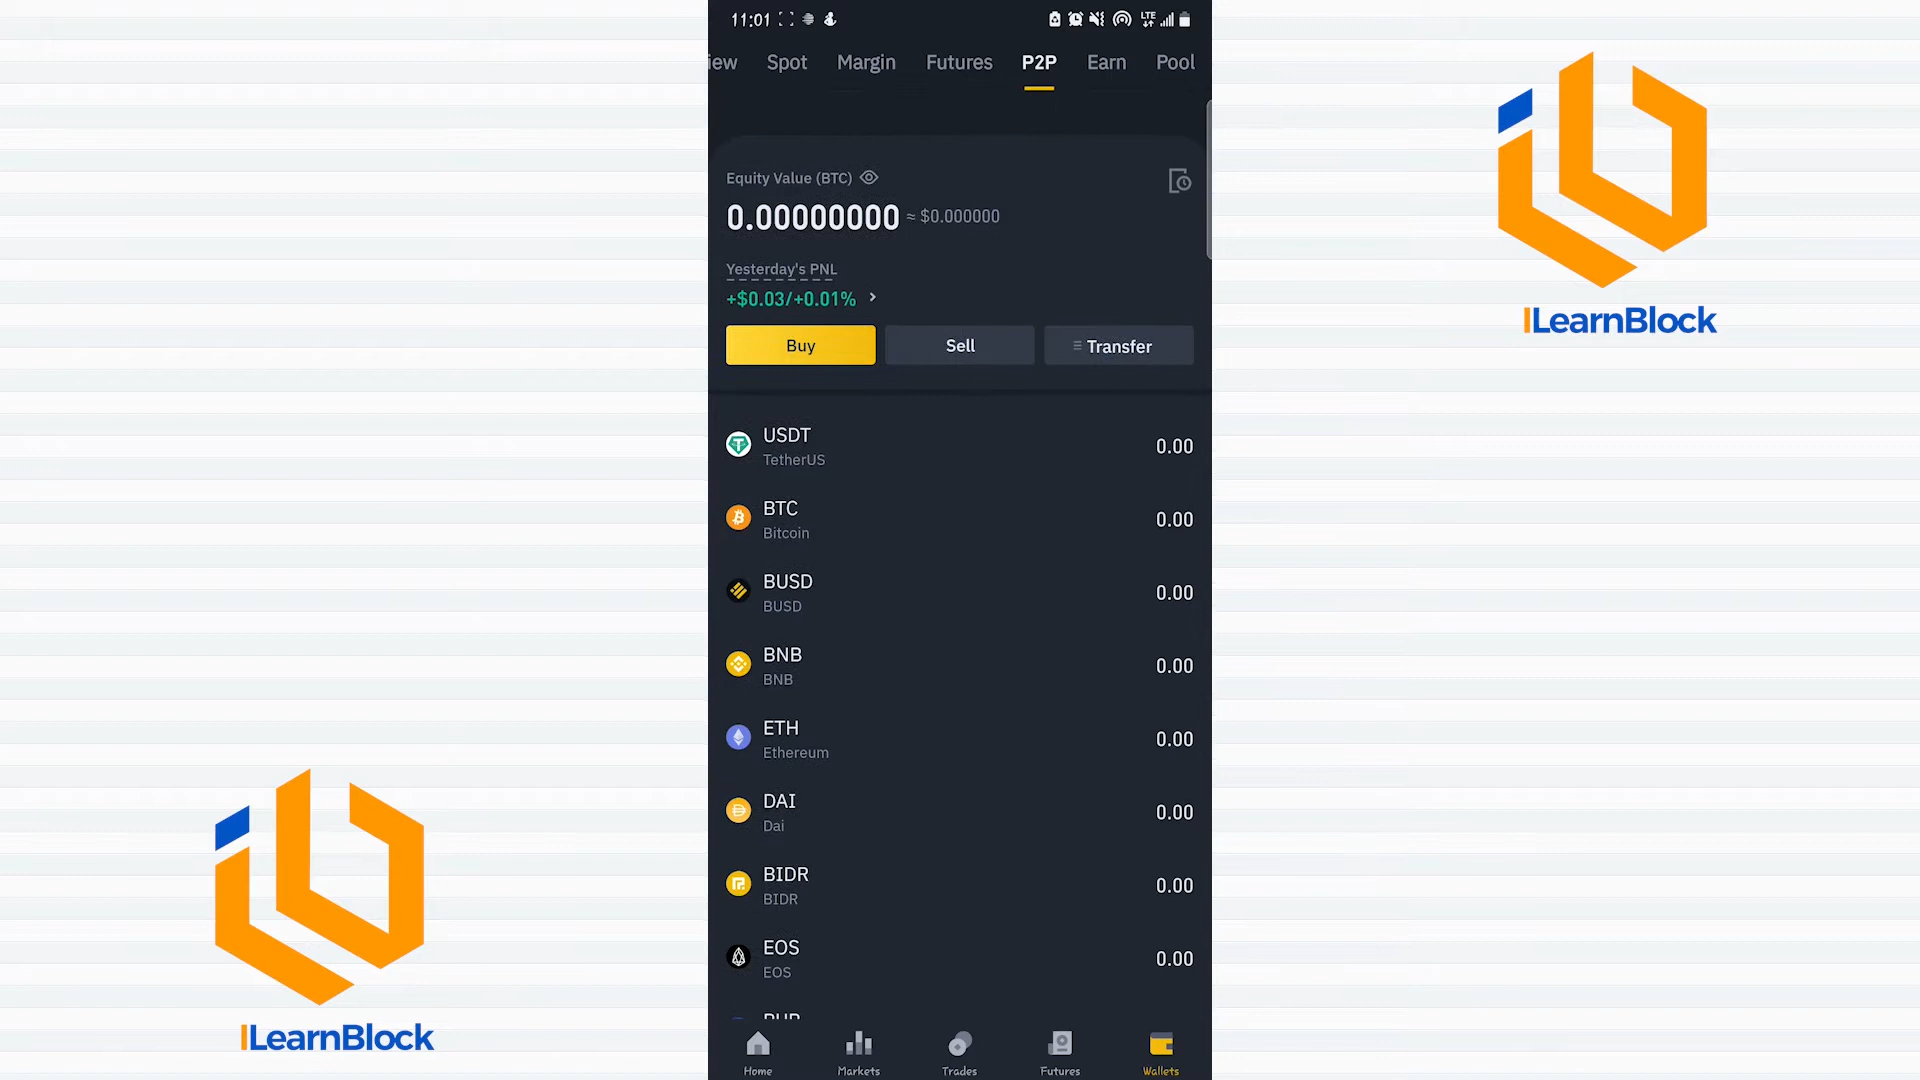 11:01
LTE
iew Spot Margin Futures P2P Earn Pool
Equity Value (BTC)
0.00000000 ≈ $0.000000
Yesterday's PNL
+$0.03/+0.01% >
Buy Sell Transfer
USDT 0.00
TetherUS
BTC 0.00
Bitcoin
BUSD 0.00
BUSD
BNB 0.00
BNB
ETH 0.00
Ethereum
DAI 0.00
Dai
BIDR 0.00
BIDR
EOS 0.00
EOS
Home Markets Trades Futures Wallets
ILearnBlock
ILearnBlock